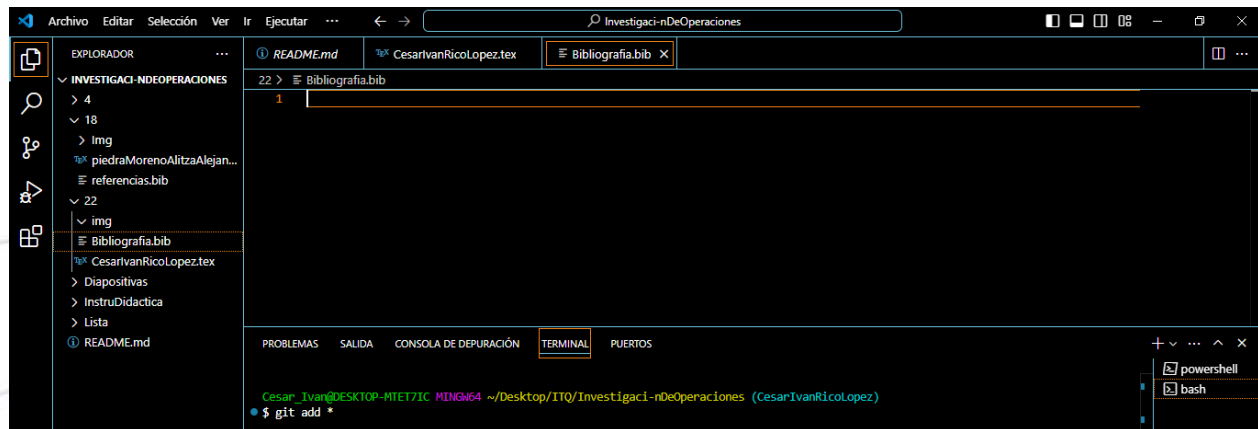 Archivo Editar Selección Ver Ir Ejecutar ··· Investigaci-nDeOperaciones
EXPLORADOR ···
INVESTIGACI-NDEOPERACIONES
4
18
Img
piedraMorenoAlitzaAlejan...
referencias.bib
22
img
Bibliografia.bib
CesarIvanRicoLopez.tex
Diapositivas
InstruDidactica
Lista
README.md
README.md CesarIvanRicoLopez.tex Bibliografia.bib
22 > Bibliografia.bib
1
PROBLEMAS SALIDA CONSOLA DE DEPURACIÓN TERMINAL PUERTOS
powershell
bash
Cesar_Ivan@DESKTOP-MTET7IC MINGW64 ~/Desktop/ITQ/Investigaci-nDeOperaciones (CesarIvanRicoLopez)
$ git add *